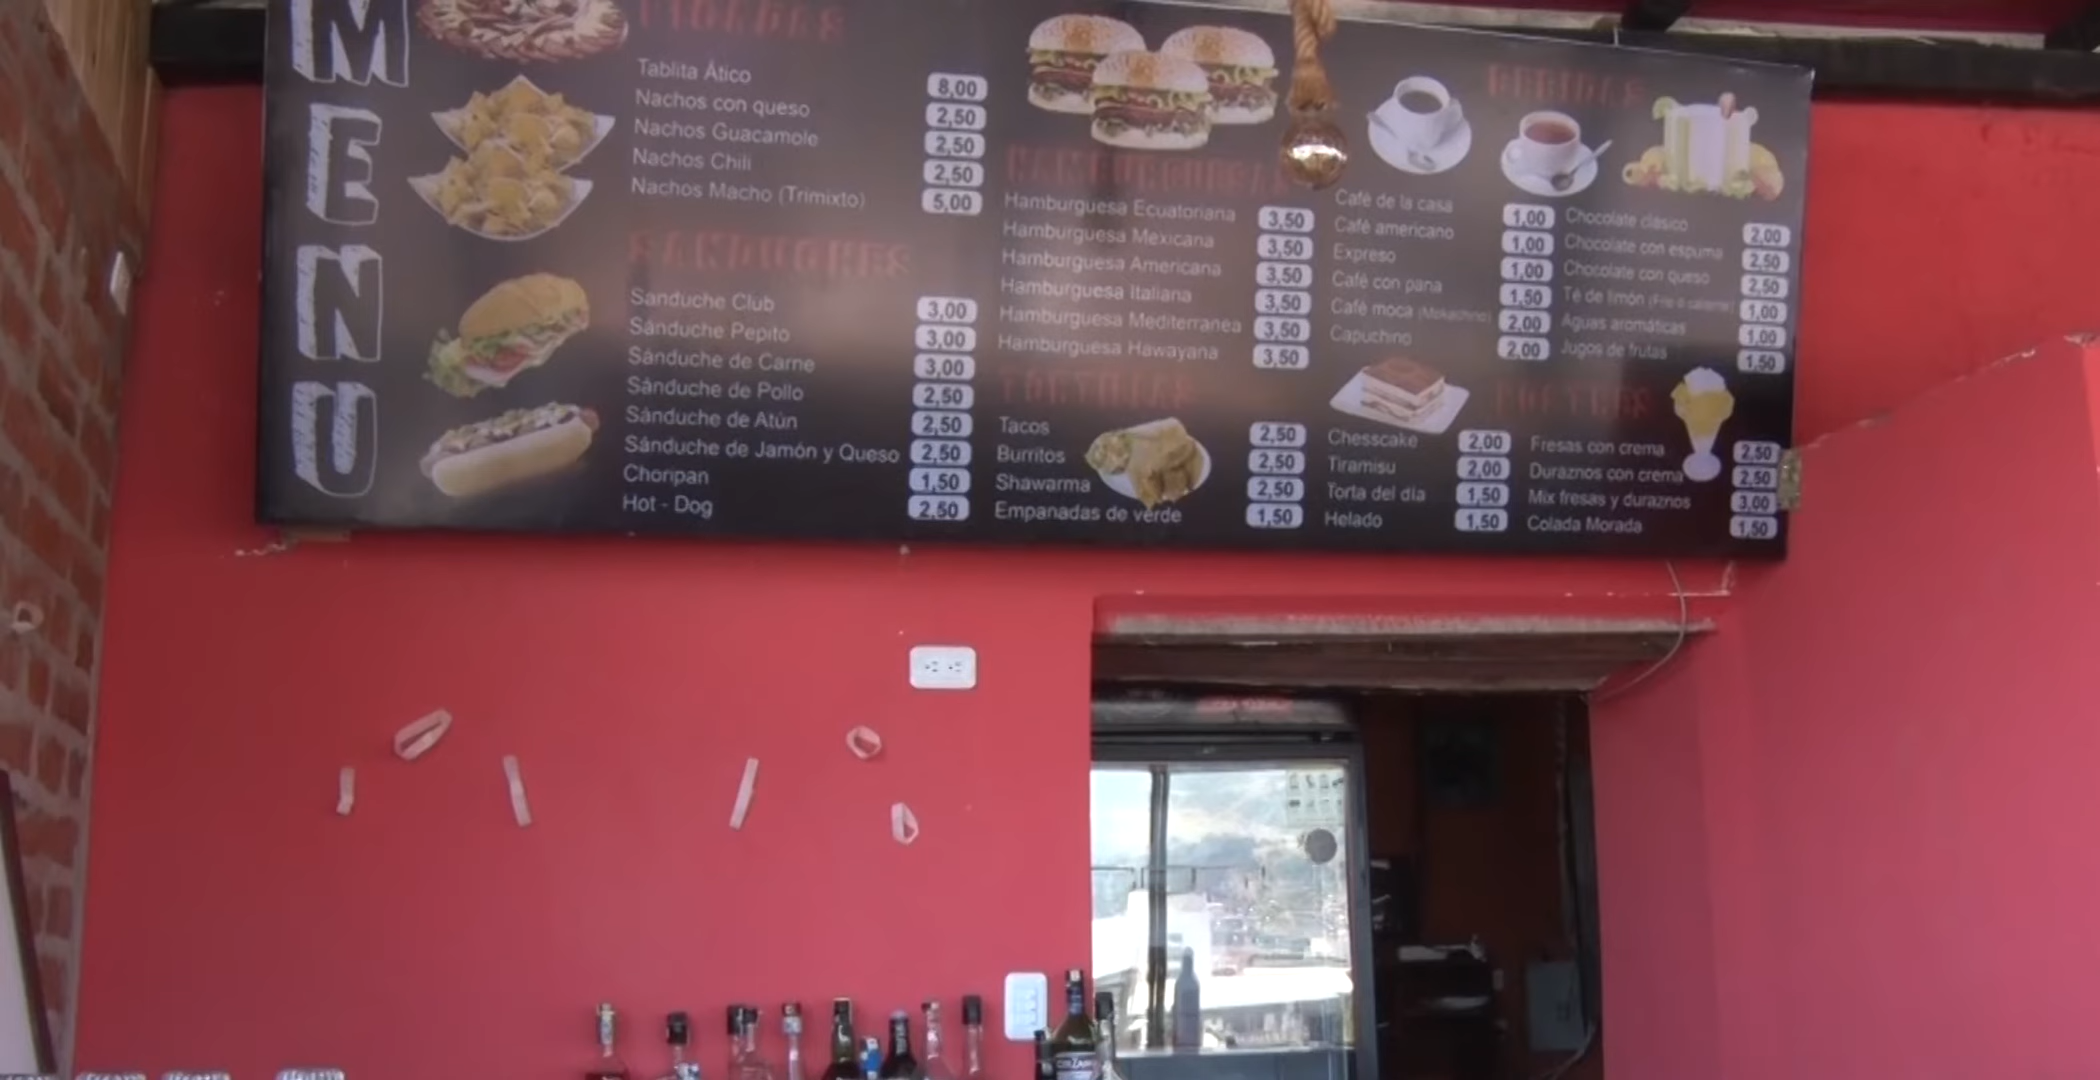 MENU
PICADAS
Tablita Ático 8,00
Nachos con queso 2,50
Nachos Guacamole 2,50
Nachos Chili 2,50
Nachos Macho (Trimixto) 5,00
SANDUCHES
Sanduche Club 3,00
Sánduche Pepito 3,00
Sánduche de Carne 3,00
Sánduche de Pollo 2,50
Sánduche de Atún 2,50
Sánduche de Jamón y Queso 2,50
Choripan 1,50
Hot - Dog 2,50
HAMBURGUESAS
Hamburguesa Ecuatoriana 3,50
Hamburguesa Mexicana 3,50
Hamburguesa Americana 3,50
Hamburguesa Italiana 3,50
Hamburguesa Mediterranea 3,50
Hamburguesa Hawayana 3,50
TORTILLAS
Tacos 2,50
Burritos 2,50
Shawarma 2,50
Empanadas de verde 1,50
BEBIDAS
Café de la casa 1,00
Café americano 1,00
Expreso 1,00
Café con pana 1,50
Café moca (Mokachino) 2,00
Capuchino 2,00
Chocolate clásico 2,00
Chocolate con espuma 2,50
Chocolate con queso 2,50
Té de limón (Frío o caliente) 1,00
Aguas aromáticas 1,00
Jugos de frutas 1,50
POSTRES
Chesscake 2,00
Tiramisu 2,00
Torta del día 1,50
Helado 1,50
Fresas con crema 2,50
Duraznos con crema 2,50
Mix fresas y duraznos 3,00
Colada Morada 1,50